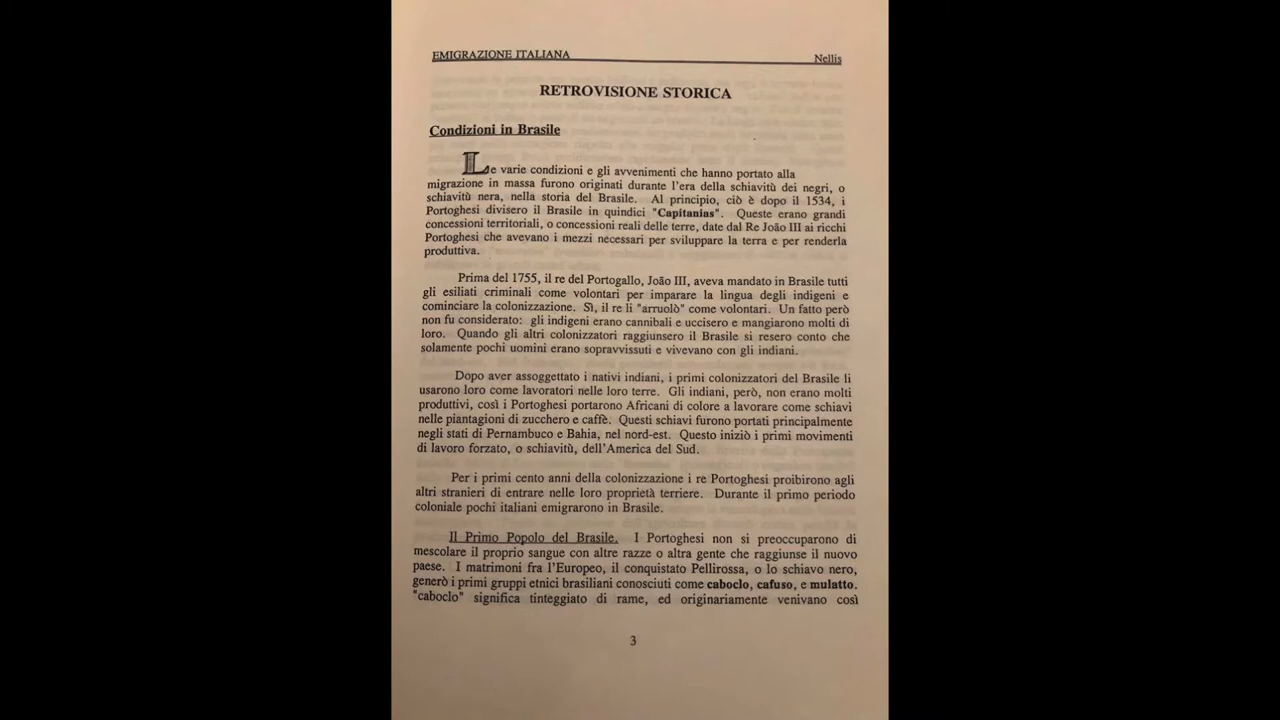 EMIGRAZIONE ITALIANA Nellis
RETROVISIONE STORICA
Condizioni in Brasile
Le varie condizioni e gli avvenimenti che hanno portato alla
migrazione in massa furono originati durante l'era della schiavitù dei negri, o
schiavitù nera, nella storia del Brasile. Al principio, ciò è dopo il 1534, i
Portoghesi divisero il Brasile in quindici "Capitanias". Queste erano grandi
concessioni territoriali, o concessioni reali delle terre, date dal Re João III ai ricchi
Portoghesi che avevano i mezzi necessari per sviluppare la terra e per renderla
produttiva.
Prima del 1755, il re del Portogallo, João III, aveva mandato in Brasile tutti
gli esiliati criminali come volontari per imparare la lingua degli indigeni e
cominciare la colonizzazione. Sì, il re li "arruolò" come volontari. Un fatto però
non fu considerato: gli indigeni erano cannibali e uccisero e mangiarono molti di
loro. Quando gli altri colonizzatori raggiunsero il Brasile si resero conto che
solamente pochi uomini erano sopravvissuti e vivevano con gli indiani.
Dopo aver assoggettato i nativi indiani, i primi colonizzatori del Brasile li
usarono loro come lavoratori nelle loro terre. Gli indiani, però, non erano molti
produttivi, così i Portoghesi portarono Africani di colore a lavorare come schiavi
nelle piantagioni di zucchero e caffè. Questi schiavi furono portati principalmente
negli stati di Pernambuco e Bahia, nel nord-est. Questo iniziò i primi movimenti
di lavoro forzato, o schiavitù, dell'America del Sud.
Per i primi cento anni della colonizzazione i re Portoghesi proibirono agli
altri stranieri di entrare nelle loro proprietà terriere. Durante il primo periodo
coloniale pochi italiani emigrarono in Brasile.
Il Primo Popolo del Brasile. I Portoghesi non si preoccuparono di
mescolare il proprio sangue con altre razze o altra gente che raggiunse il nuovo
paese. I matrimoni fra l'Europeo, il conquistato Pellirossa, o lo schiavo nero,
generò i primi gruppi etnici brasiliani conosciuti come caboclo, cafuso, e mulatto.
"caboclo" significa tinteggiato di rame, ed originariamente venivano così
3